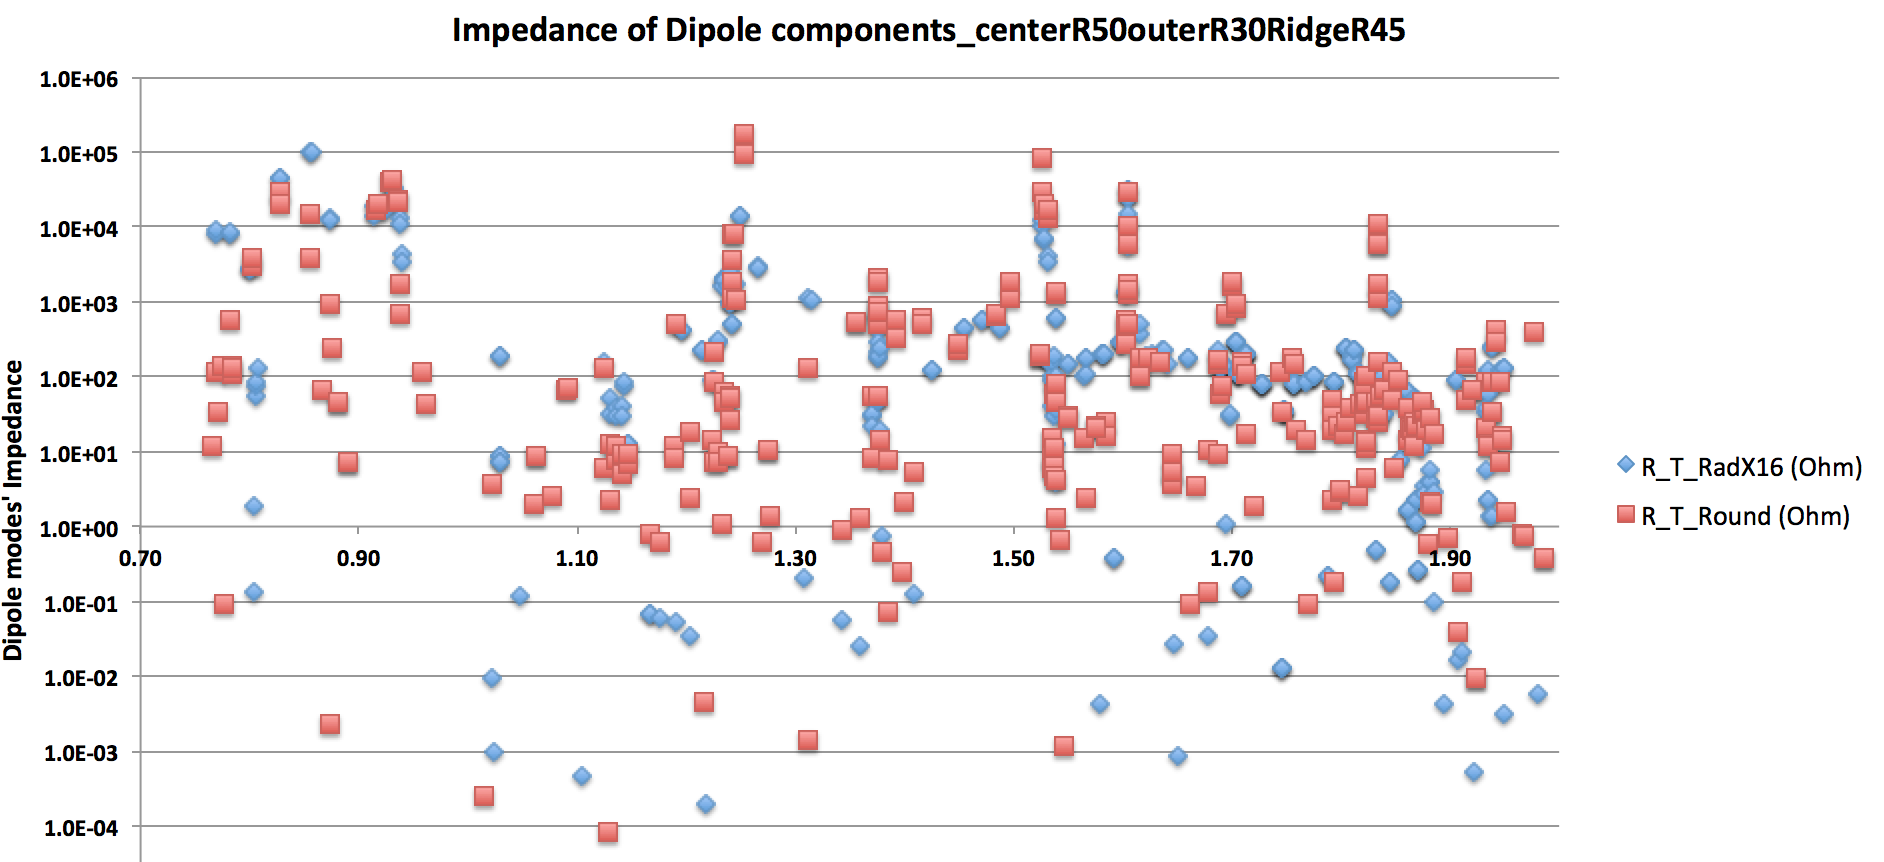 Impedance of Dipole components_centerR50outerR30RidgeR45
Dipole modes' Impedance
1.0E+06
1.0E+05
1.0E+04
1.0E+03
1.0E+02
1.0E+01
1.0E+00
1.0E-01
1.0E-02
1.0E-03
1.0E-04
0.70 0.90 1.10 1.30 1.50 1.70 1.90
R_T_RadX16 (Ohm)
R_T_Round (Ohm)